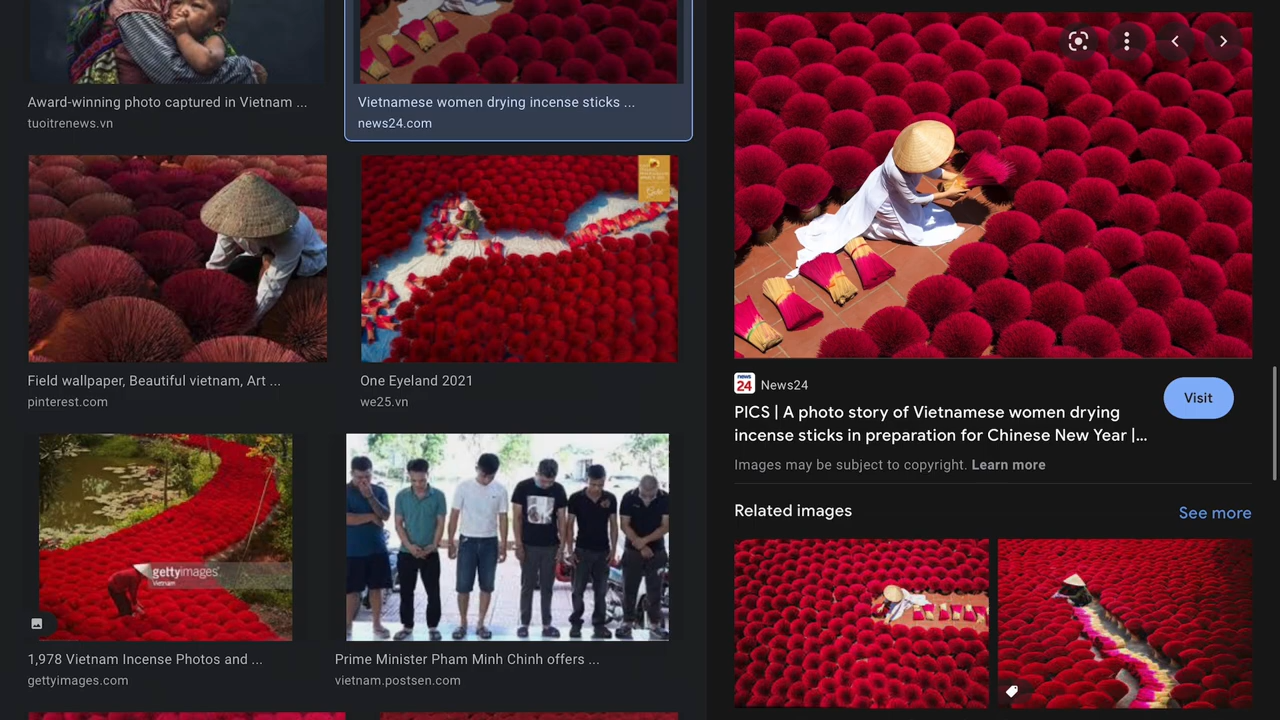 Award-winning photo captured in Vietnam ...
tuoitrenews.vn
Vietnamese women drying incense sticks ...
news24.com
Gold
Field wallpaper, Beautiful vietnam, Art ...
pinterest.com
One Eyeland 2021
we25.vn
gettyimages®
Vietnam
1,978 Vietnam Incense Photos and ...
gettyimages.com
Prime Minister Pham Minh Chinh offers ...
vietnam.postsen.com
news
24
News24
Visit
PICS | A photo story of Vietnamese women drying
incense sticks in preparation for Chinese New Year |...
Images may be subject to copyright. Learn more
Related images
See more